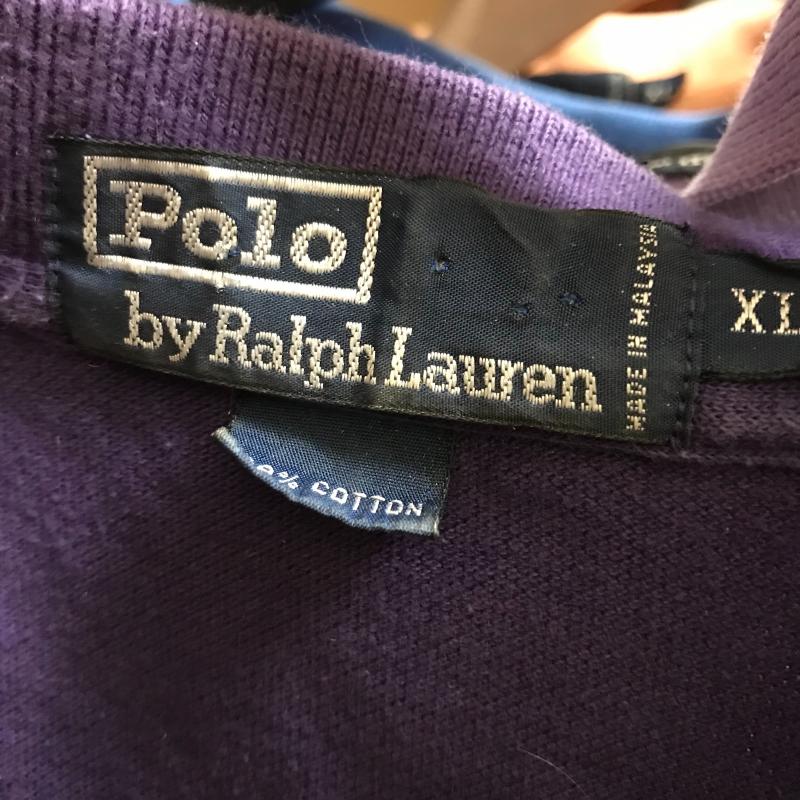 Polo
by Ralph Lauren
MADE IN MALAYSIA
XL
% COTTON